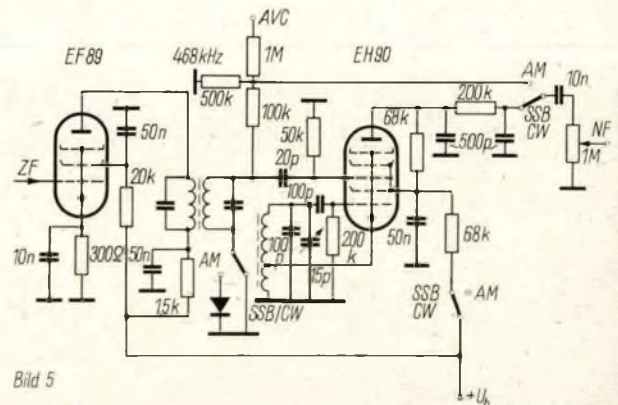 AVC
EF89
468kHz
1M
EH90
AM
10n
500k
200k
50n
100k
50k
68k
SSB
CW
500p
NF
1M
20p
ZF
20k
100p
10n
300Ω
50n
AM
1,5k
100
p
15p
200
k
50n
68k
SSB/CW
SSB
CW
AM
Bild 5
+Ub